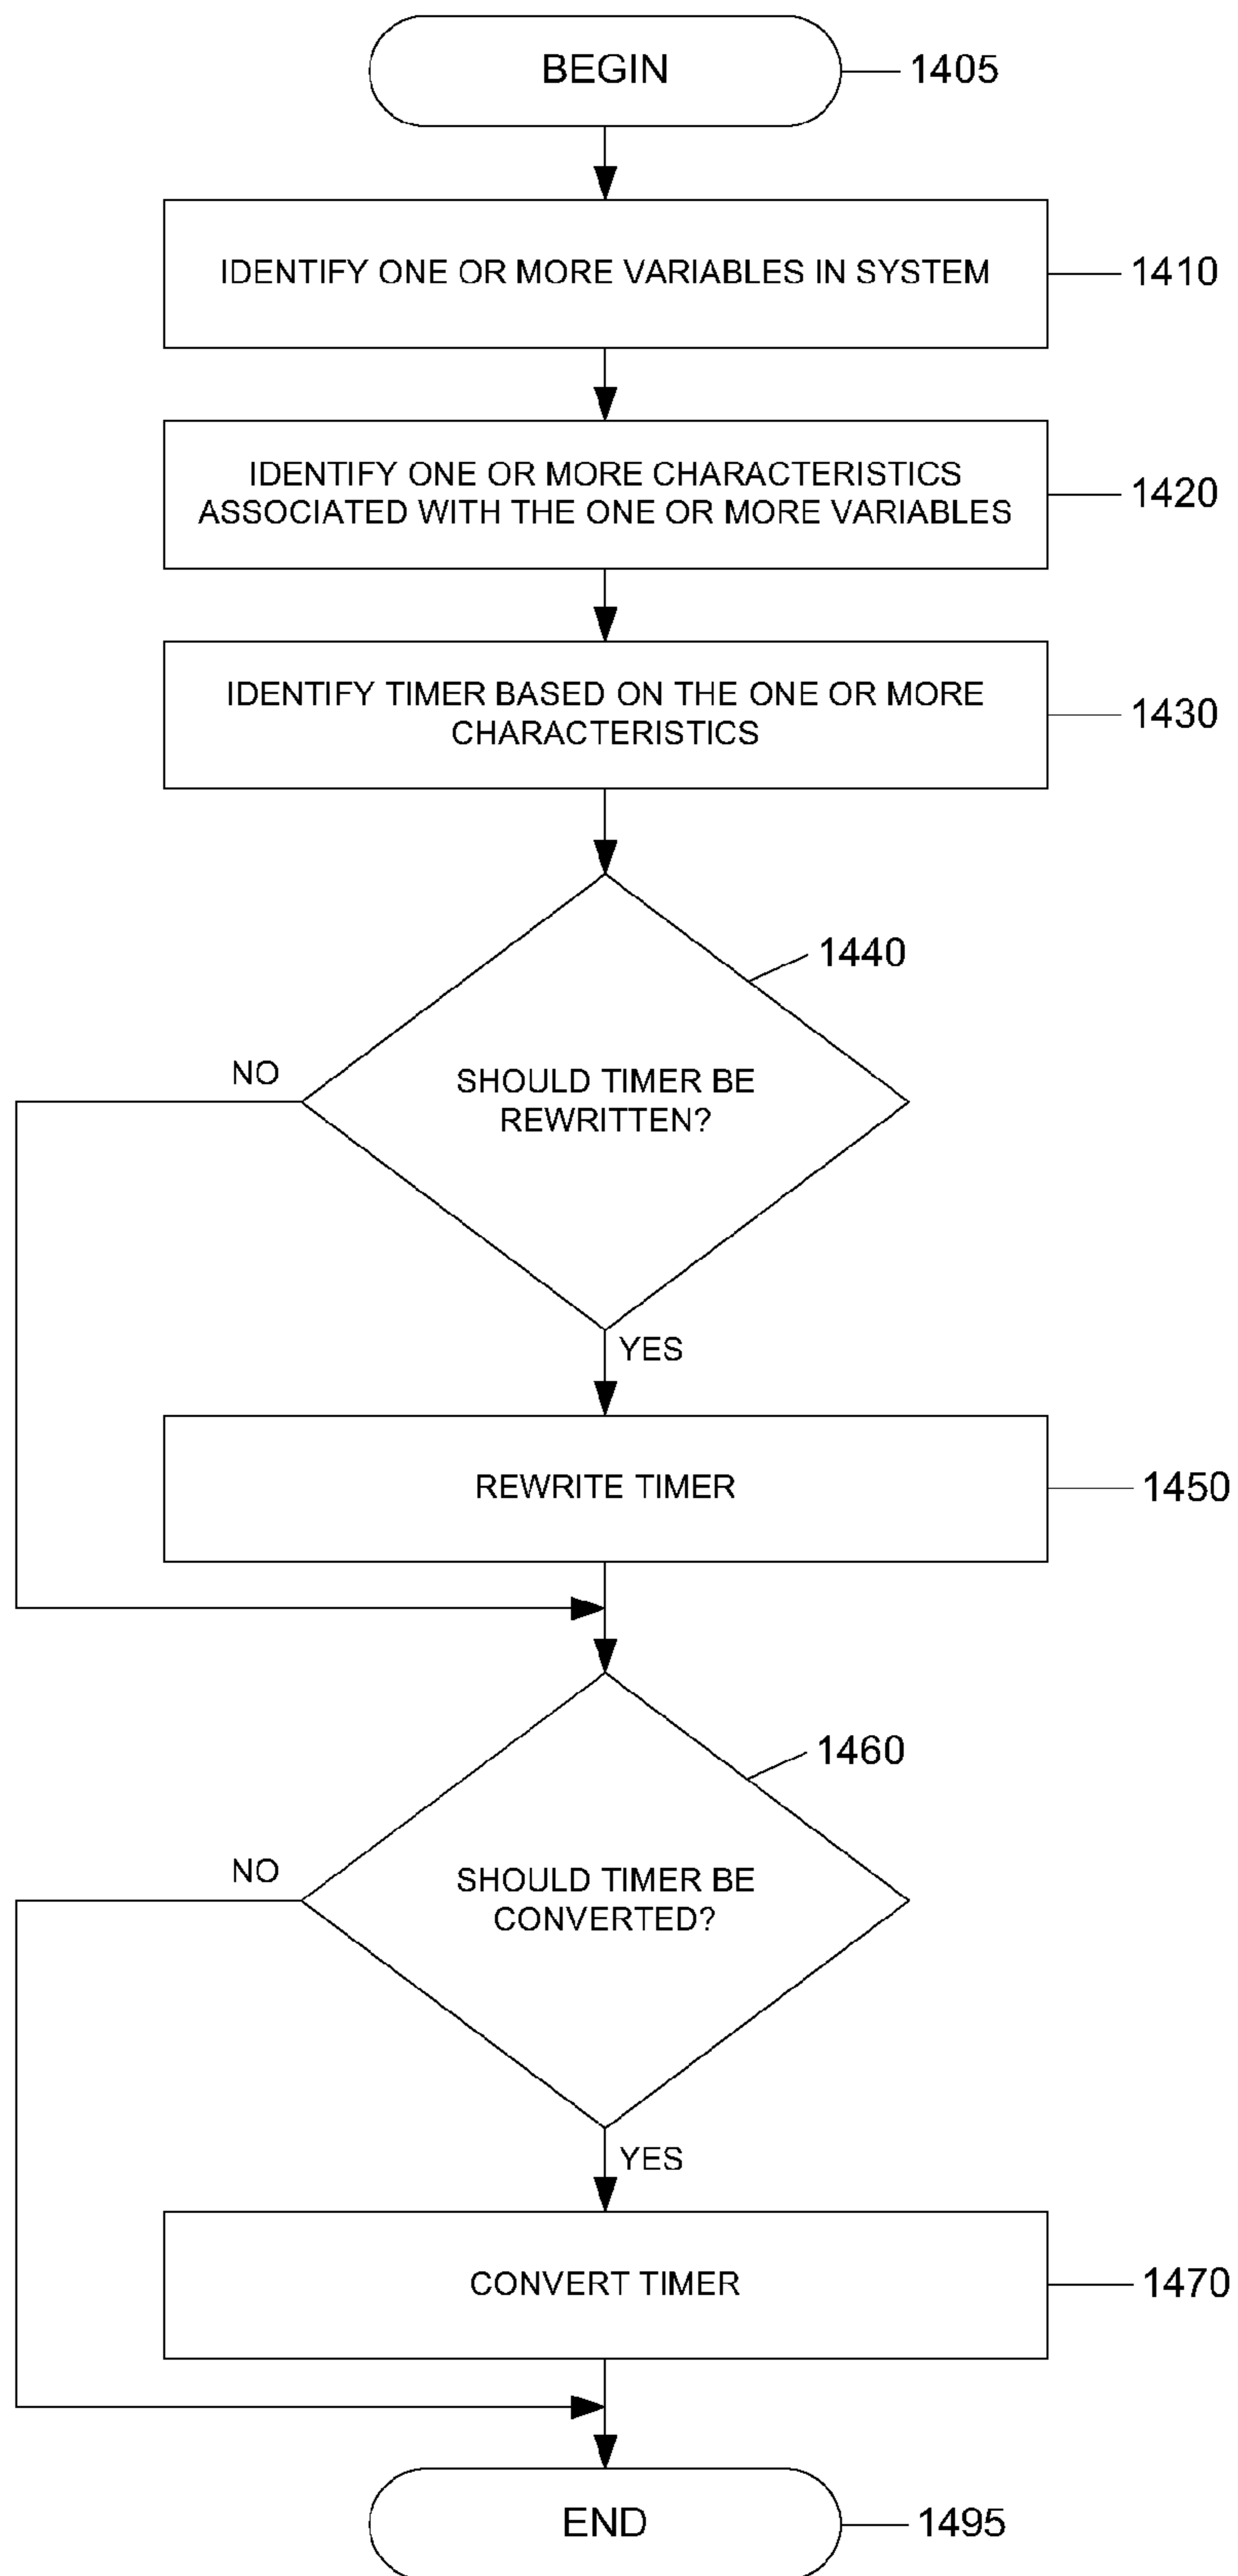 BEGIN
1405
IDENTIFY ONE OR MORE VARIABLES IN SYSTEM
1410
IDENTIFY ONE OR MORE CHARACTERISTICS
ASSOCIATED WITH THE ONE OR MORE VARIABLES
1420
IDENTIFY TIMER BASED ON THE ONE OR MORE
CHARACTERISTICS
1430
1440
NO
SHOULD TIMER BE
REWRITTEN?
YES
REWRITE TIMER
1450
1460
NO
SHOULD TIMER BE
CONVERTED?
YES
CONVERT TIMER
1470
END
1495